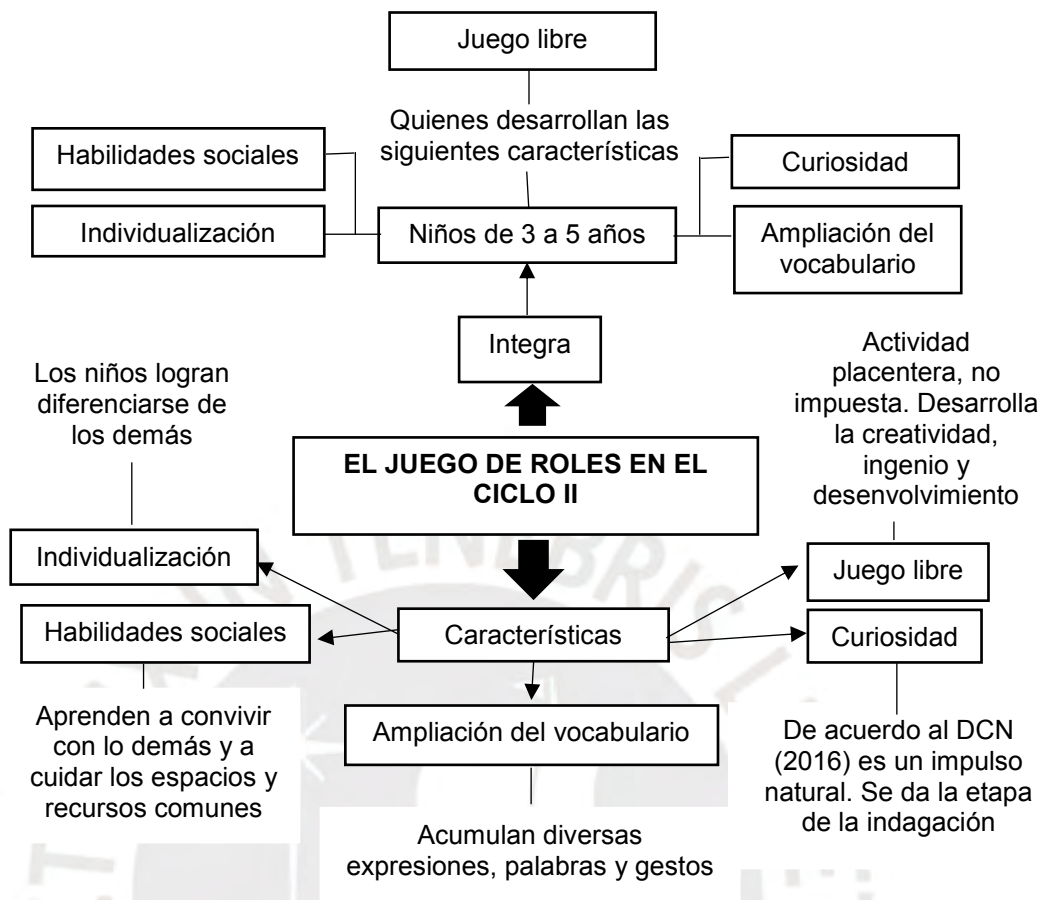 Juego libre
Quienes desarrollan las
siguientes características
Habilidades sociales
Curiosidad
Individualización
Niños de 3 a 5 años
Ampliación del
vocabulario
Integra
Los niños logran
diferenciarse de
los demás
Actividad
placentera, no
impuesta. Desarrolla
la creatividad,
ingenio y
desenvolvimiento
EL JUEGO DE ROLES EN EL
CICLO II
Individualización
Juego libre
Habilidades sociales
Características
Curiosidad
Aprenden a convivir
con lo demás y a
cuidar los espacios y
recursos comunes
Ampliación del vocabulario
De acuerdo al DCN
(2016) es un impulso
natural. Se da la etapa
de la indagación
Acumulan diversas
expresiones, palabras y gestos
IN TENEBRIS